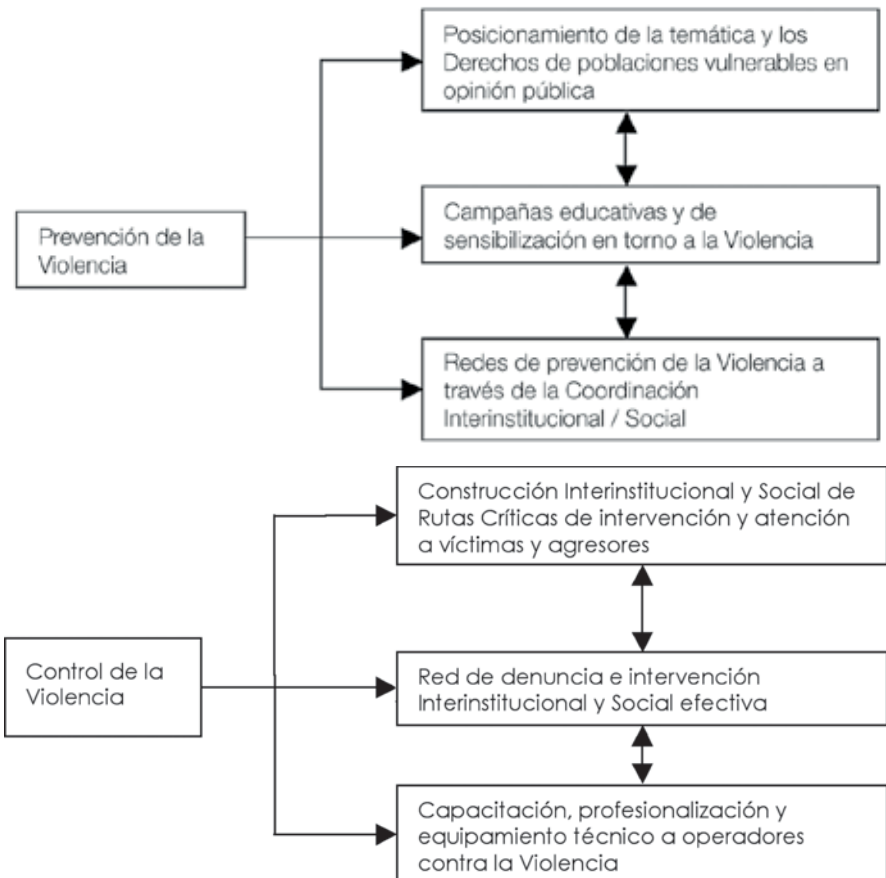 Posicionamiento de la temática y los
Derechos de poblaciones vulnerables en
opinión pública
Prevención de la
Violencia
Campañas educativas y de
sensibilización en torno a la Violencia
Redes de prevención de la Violencia a
través de la Coordinación
Interinstitucional / Social
Construcción Interinstitucional y Social de
Rutas Críticas de intervención y atención
a víctimas y agresores
Control de la
Violencia
Red de denuncia e intervención
Interinstitucional y Social efectiva
Capacitación, profesionalización y
equipamiento técnico a operadores
contra la Violencia